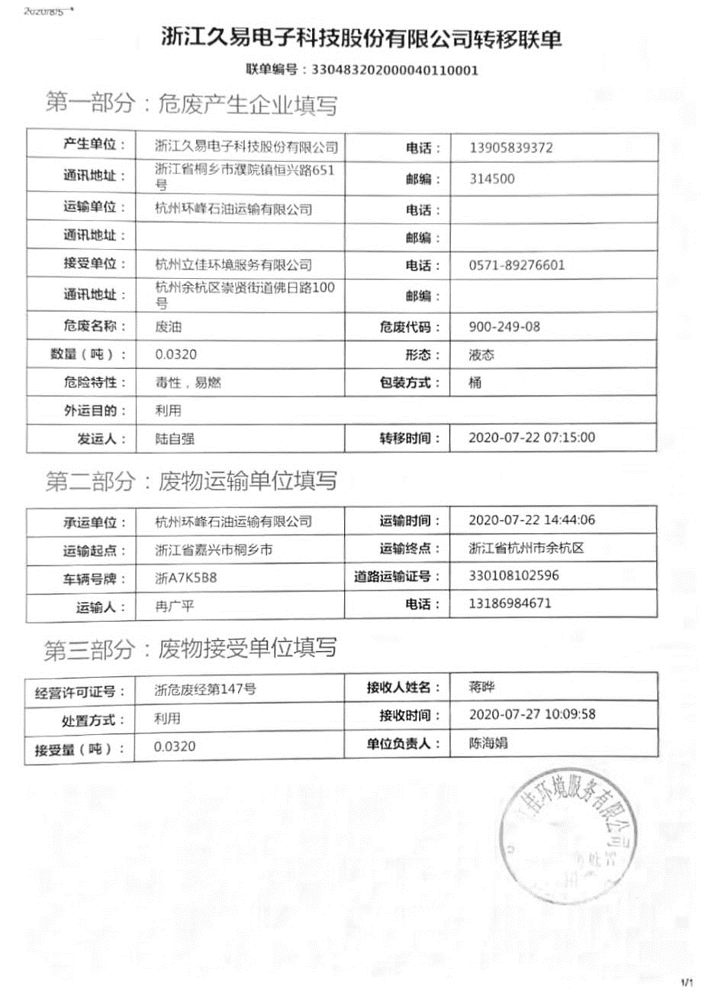 2020/8/5
浙江久易电子科技股份有限公司转移联单
联单编号：330483202000040110001
第一部分：危废产生企业填写
产生单位： 浙江久易电子科技股份有限公司 电话： 13905839372
通讯地址： 浙江省桐乡市濮院镇恒兴路651
号 邮编： 314500
运输单位： 杭州环峰石油运输有限公司 电话：
通讯地址： 邮编：
接受单位： 杭州立佳环境服务有限公司 电话： 0571-89276601
通讯地址： 杭州余杭区崇贤街道佛日路100
号 邮编：
危废名称： 废油 危废代码： 900-249-08
数量（吨）： 0.0320 形态： 液态
危险特性： 毒性，易燃 包装方式： 桶
外运目的： 利用
发运人： 陆自强 转移时间： 2020-07-22 07:15:00
第二部分：废物运输单位填写
承运单位： 杭州环峰石油运输有限公司 运输时间： 2020-07-22 14:44:06
运输起点： 浙江省嘉兴市桐乡市 运输终点： 浙江省杭州市余杭区
车辆号牌： 浙A7K5B8 道路运输证号： 330108102596
运输人： 冉广平 电话： 13186984671
第三部分：废物接受单位填写
经营许可证号： 浙危废经第147号 接收人姓名： 蒋晔
处置方式： 利用 接收时间： 2020-07-27 10:09:58
接受量（吨）： 0.0320 单位负责人： 陈海娟
佳环境服务有限公司
1/1